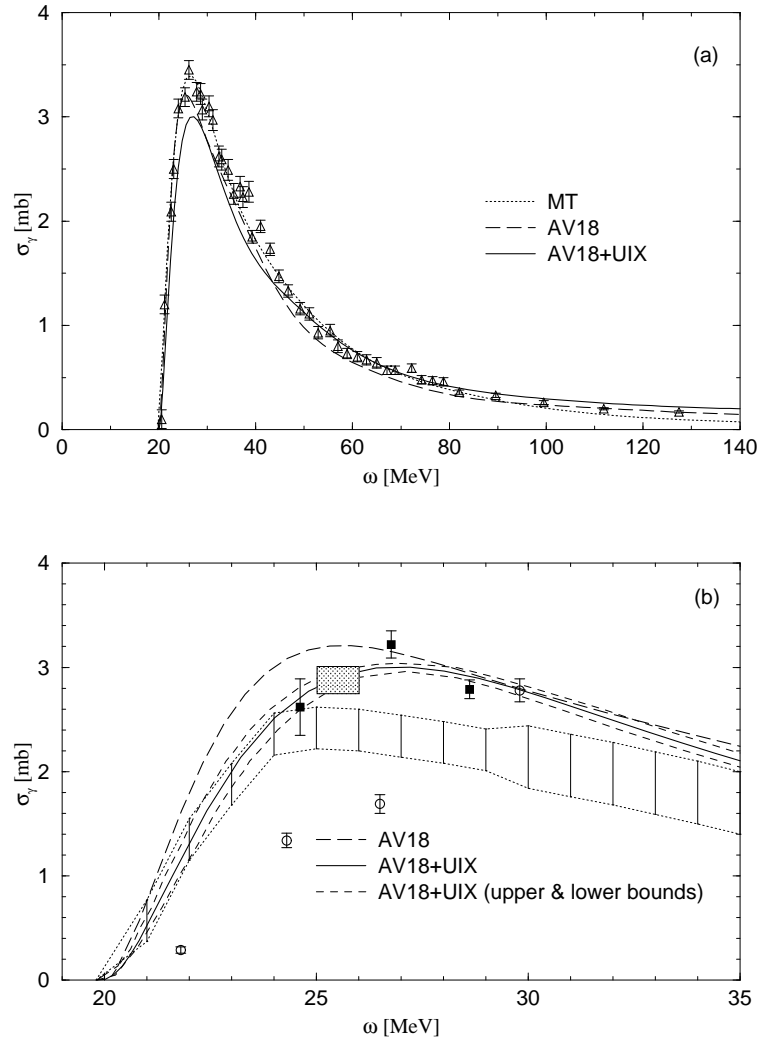 4
(a)
3
MT
σγ [mb]
2
AV18
AV18+UIX
1
0
0 20 40 60 80 100 120 140
ω [MeV]
4
(b)
3
σγ [mb]
2
AV18
1
AV18+UIX
AV18+UIX (upper & lower bounds)
0
20 25 30 35
ω [MeV]